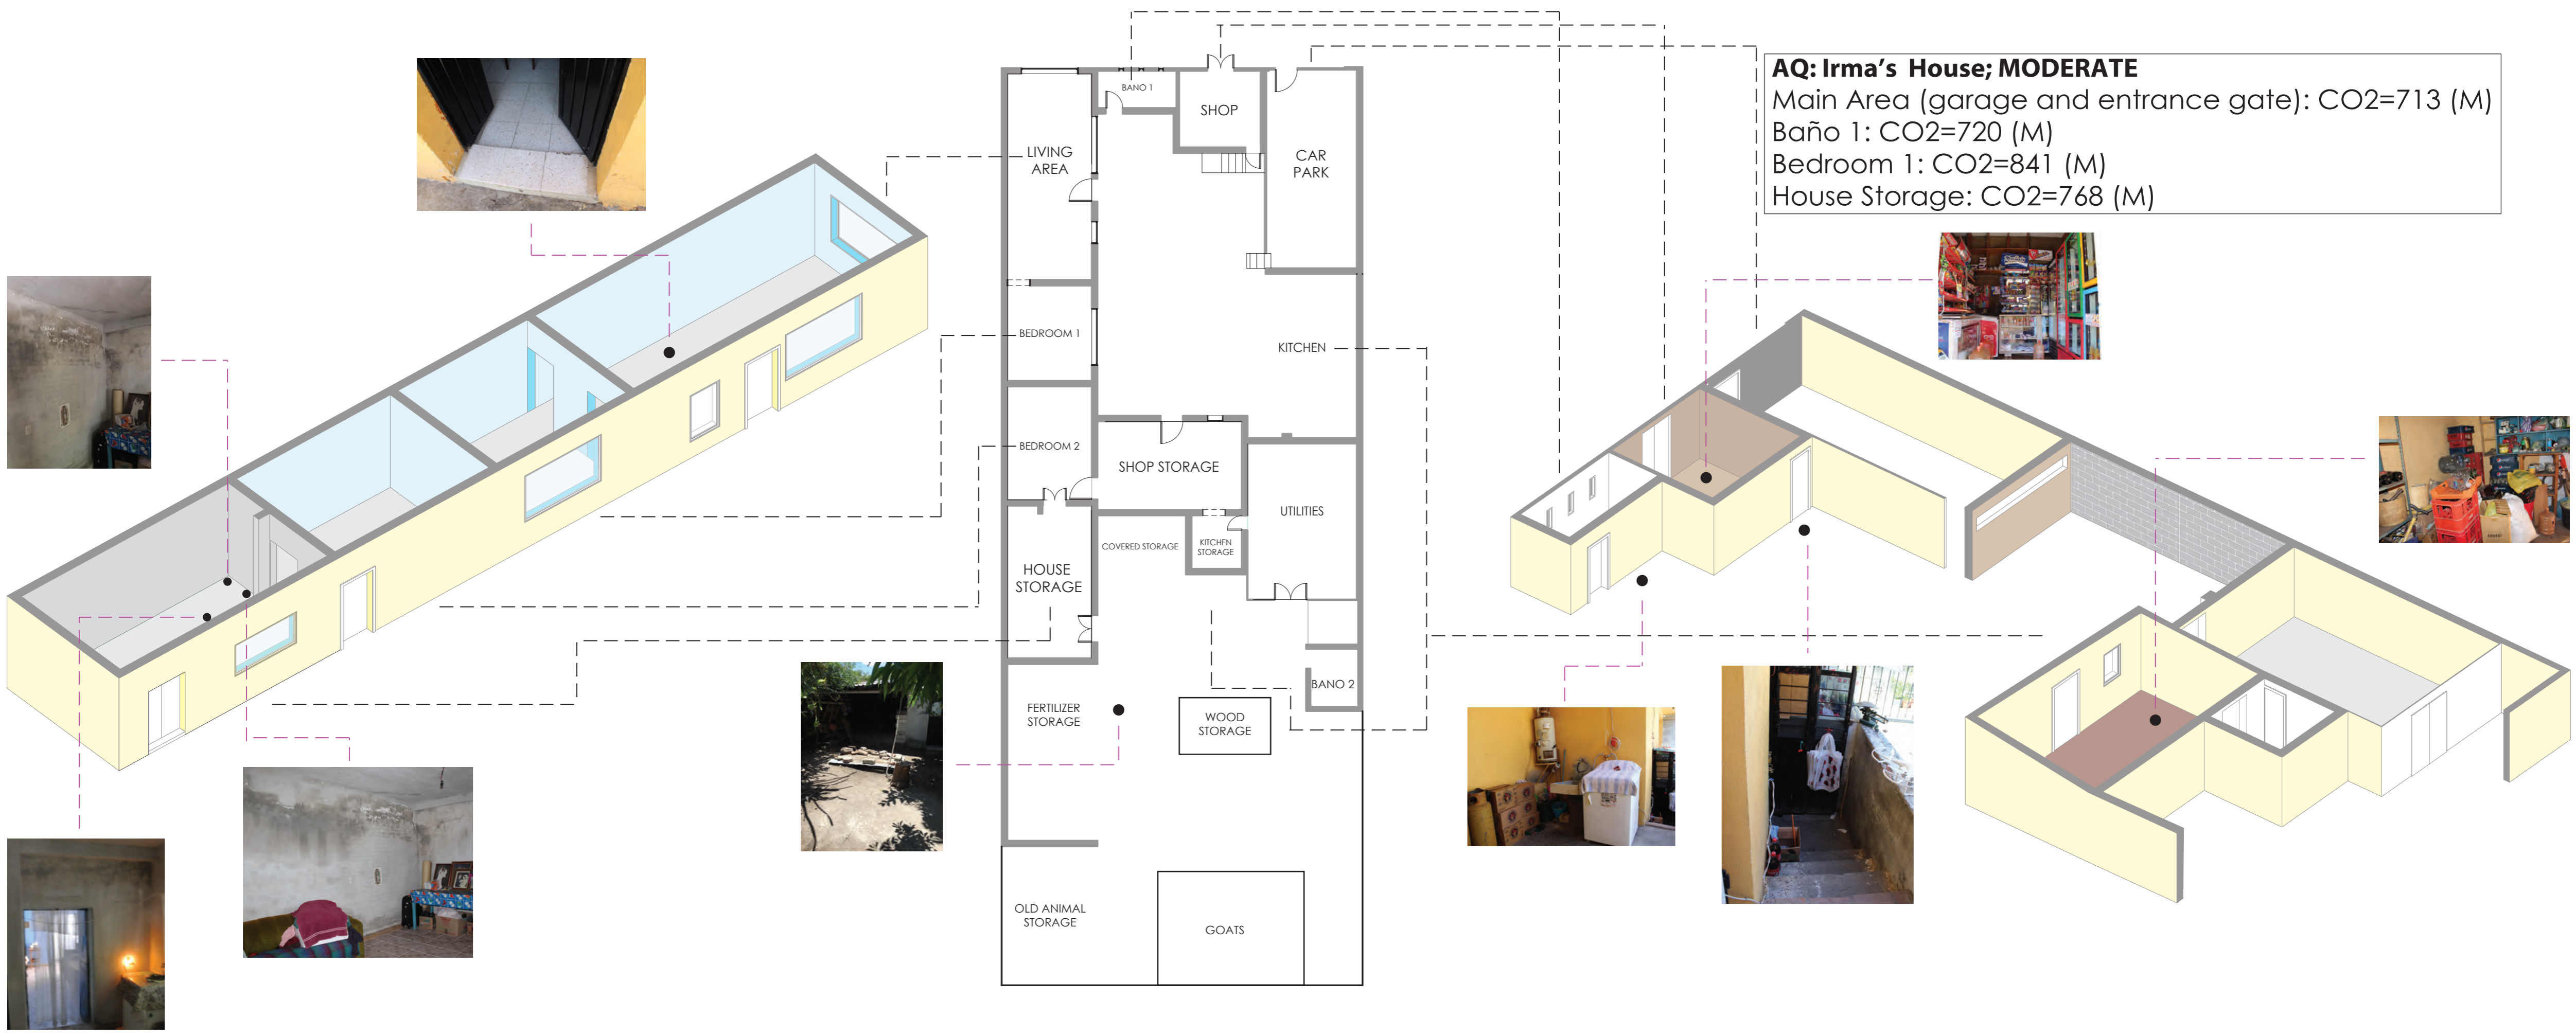 AQ: Irma's House; MODERATE
Main Area (garage and entrance gate): CO2=713 (M)
Baño 1: CO2=720 (M)
Bedroom 1: CO2=841 (M)
House Storage: CO2=768 (M)
BANO 1
SHOP
LIVING
AREA
CAR
PARK
BEDROOM 1
KITCHEN
BEDROOM 2
SHOP STORAGE
UTILITIES
COVERED STORAGE
KITCHEN
STORAGE
HOUSE
STORAGE
BANO 2
FERTILIZER
STORAGE
WOOD
STORAGE
OLD ANIMAL
STORAGE
GOATS